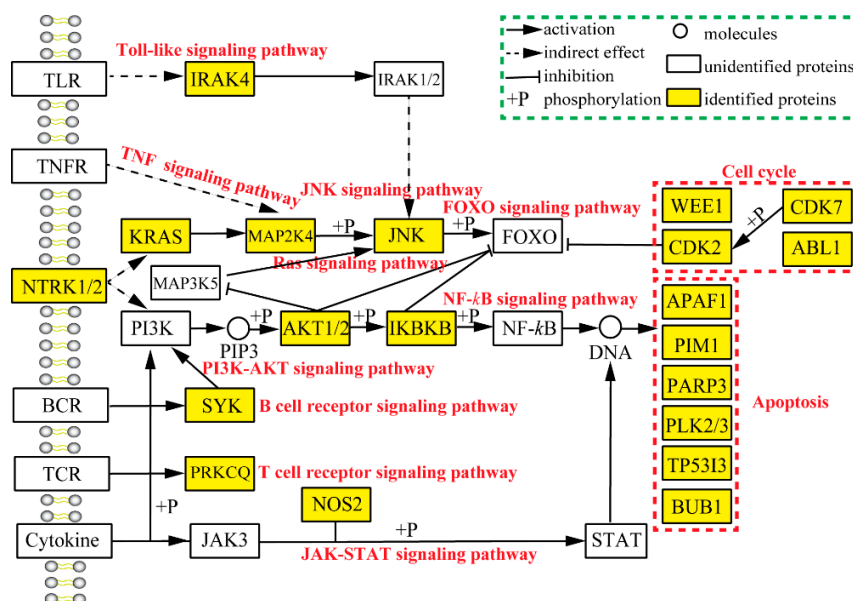 Toll-like signaling pathway
TLR
IRAK4
IRAK1/2
activation
molecules
indirect effect
unidentified proteins
inhibition
+P phosphorylation
identified proteins
TNFR
TNF signaling pathway
JNK signaling pathway
FOXO signaling pathway
Cell cycle
WEE1
CDK7
+P
CDK2
ABL1
KRAS
MAP2K4
+P
JNK
+P
FOXO
Ras signaling pathway
MAP3K5
NTRK1/2
NF-kB signaling pathway
PI3K
PIP3
+P
AKT1/2
+P
IKBKB
+P
NF-kB
DNA
PI3K-AKT signaling pathway
APAF1
PIM1
PARP3
PLK2/3
TP53I3
BUB1
Apoptosis
BCR
SYK
B cell receptor signaling pathway
TCR
PRKCQ
T cell receptor signaling pathway
+P
NOS2
Cytokine
JAK3
+P
STAT
JAK-STAT signaling pathway